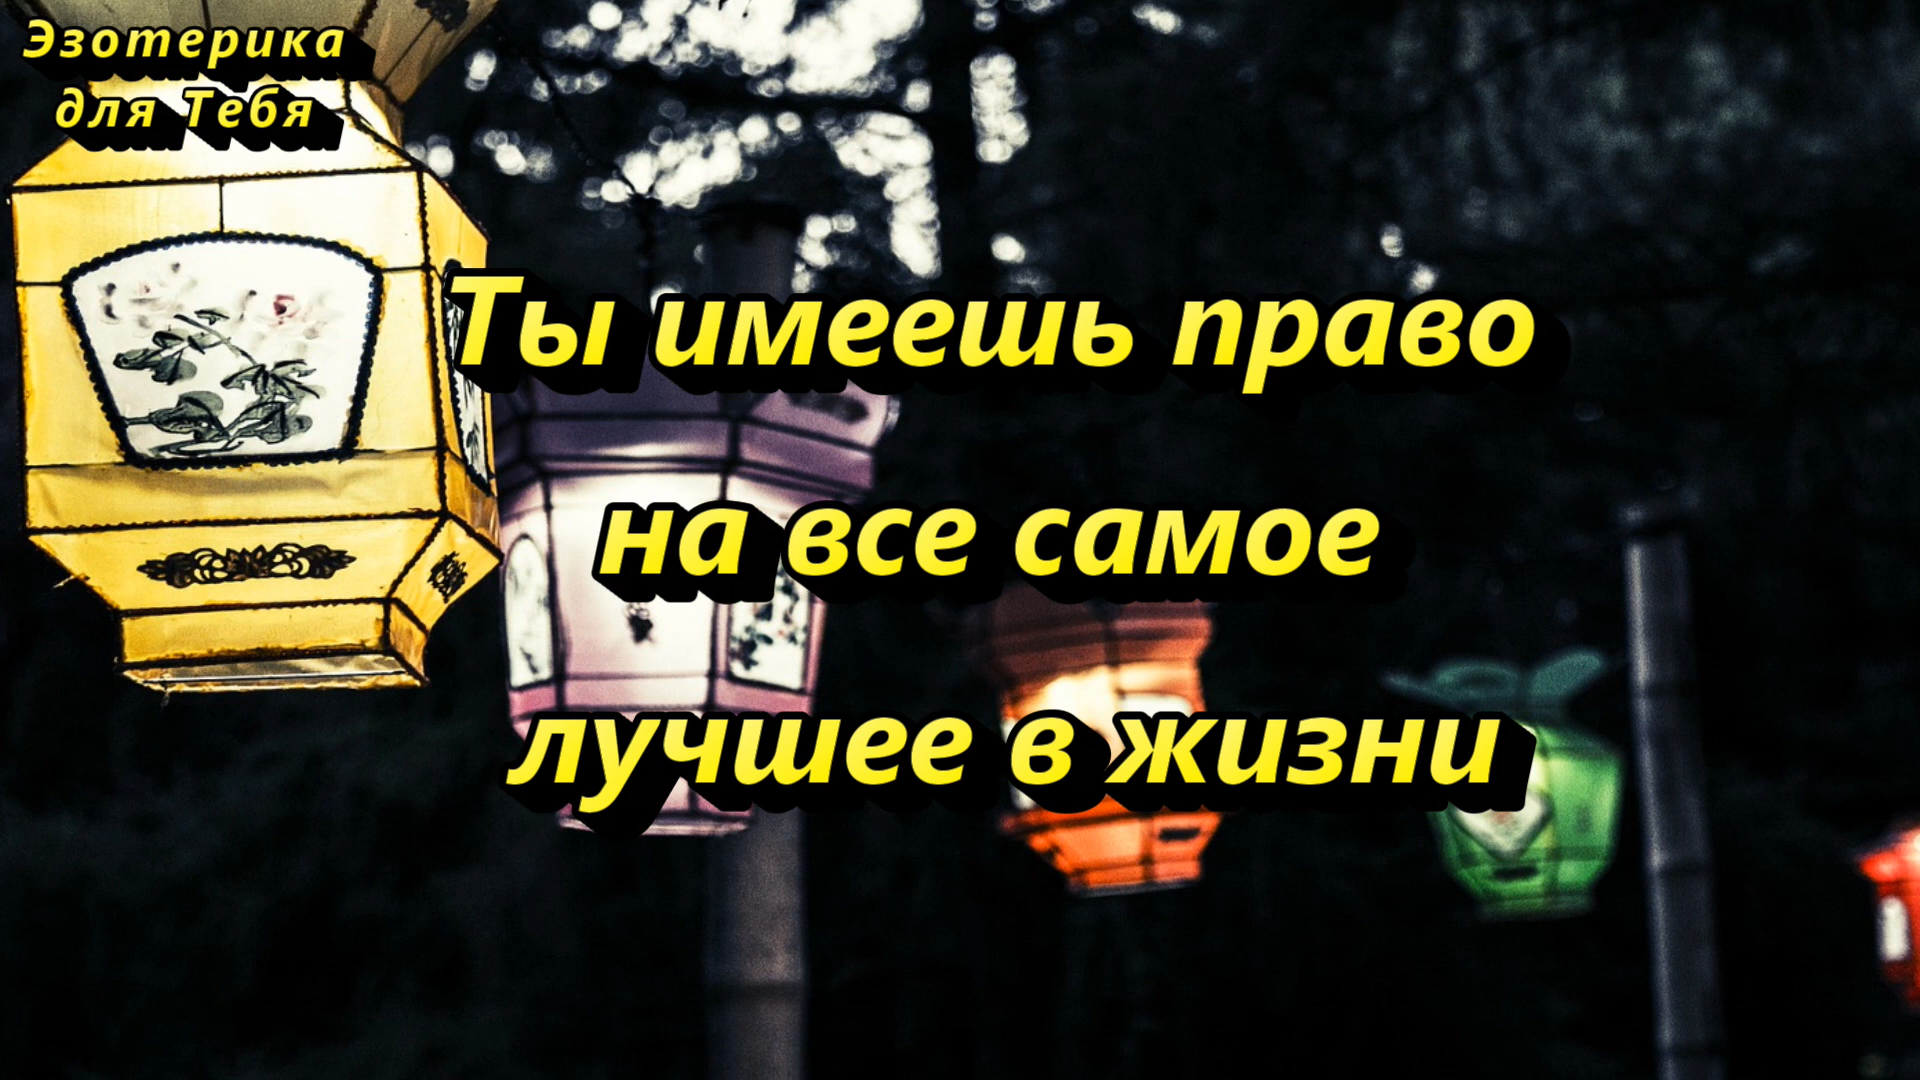 Эзотерика
для Тебя
Ты имеешь право
на все самое
лучшее в жизни